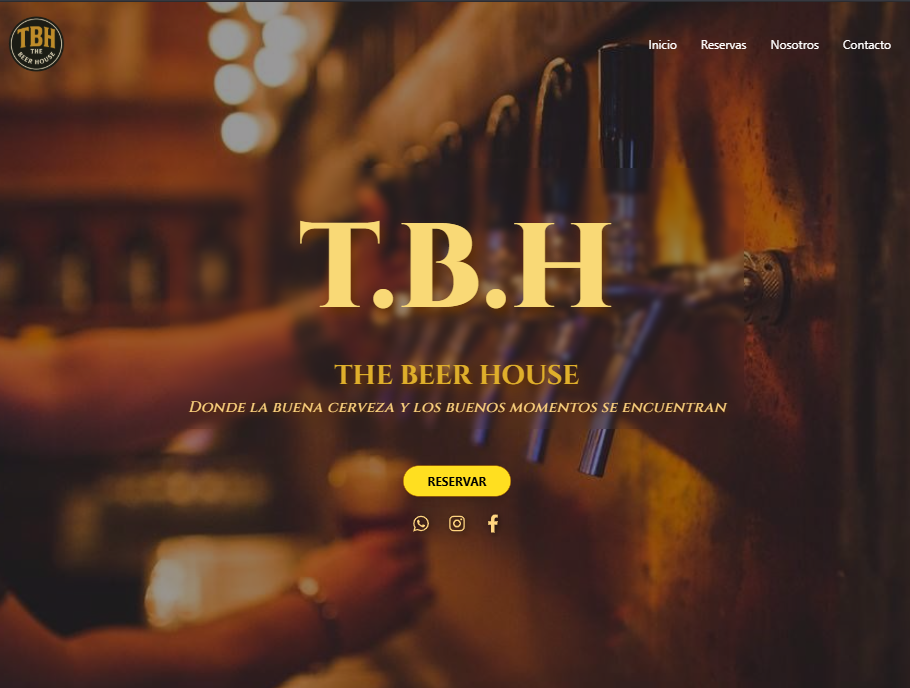 TBH
THE
BEER HOUSE
Inicio Reservas Nosotros Contacto
T.B.H
THE BEER HOUSE
Donde la buena cerveza y los buenos momentos se encuentran
RESERVAR